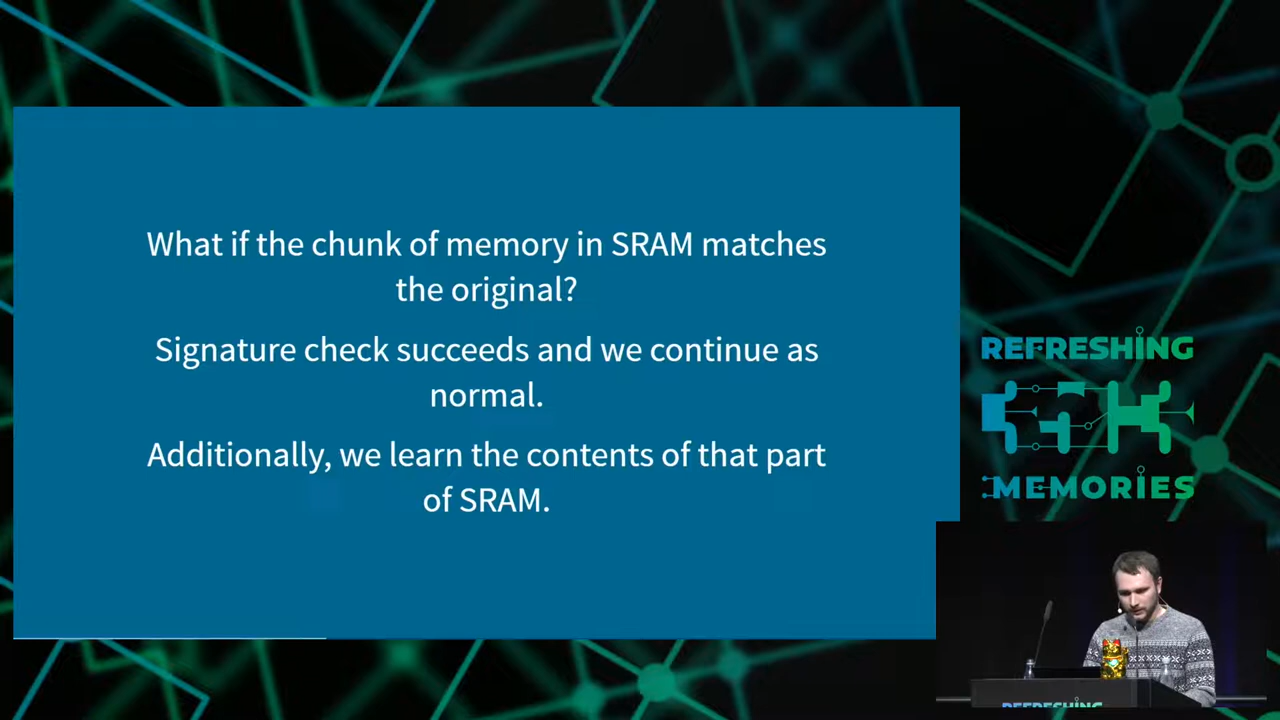 What if the chunk of memory in SRAM matches
the original?
Signature check succeeds and we continue as
normal.
Additionally, we learn the contents of that part
of SRAM.
REFRESHING
MEMORIES
REFRESHING